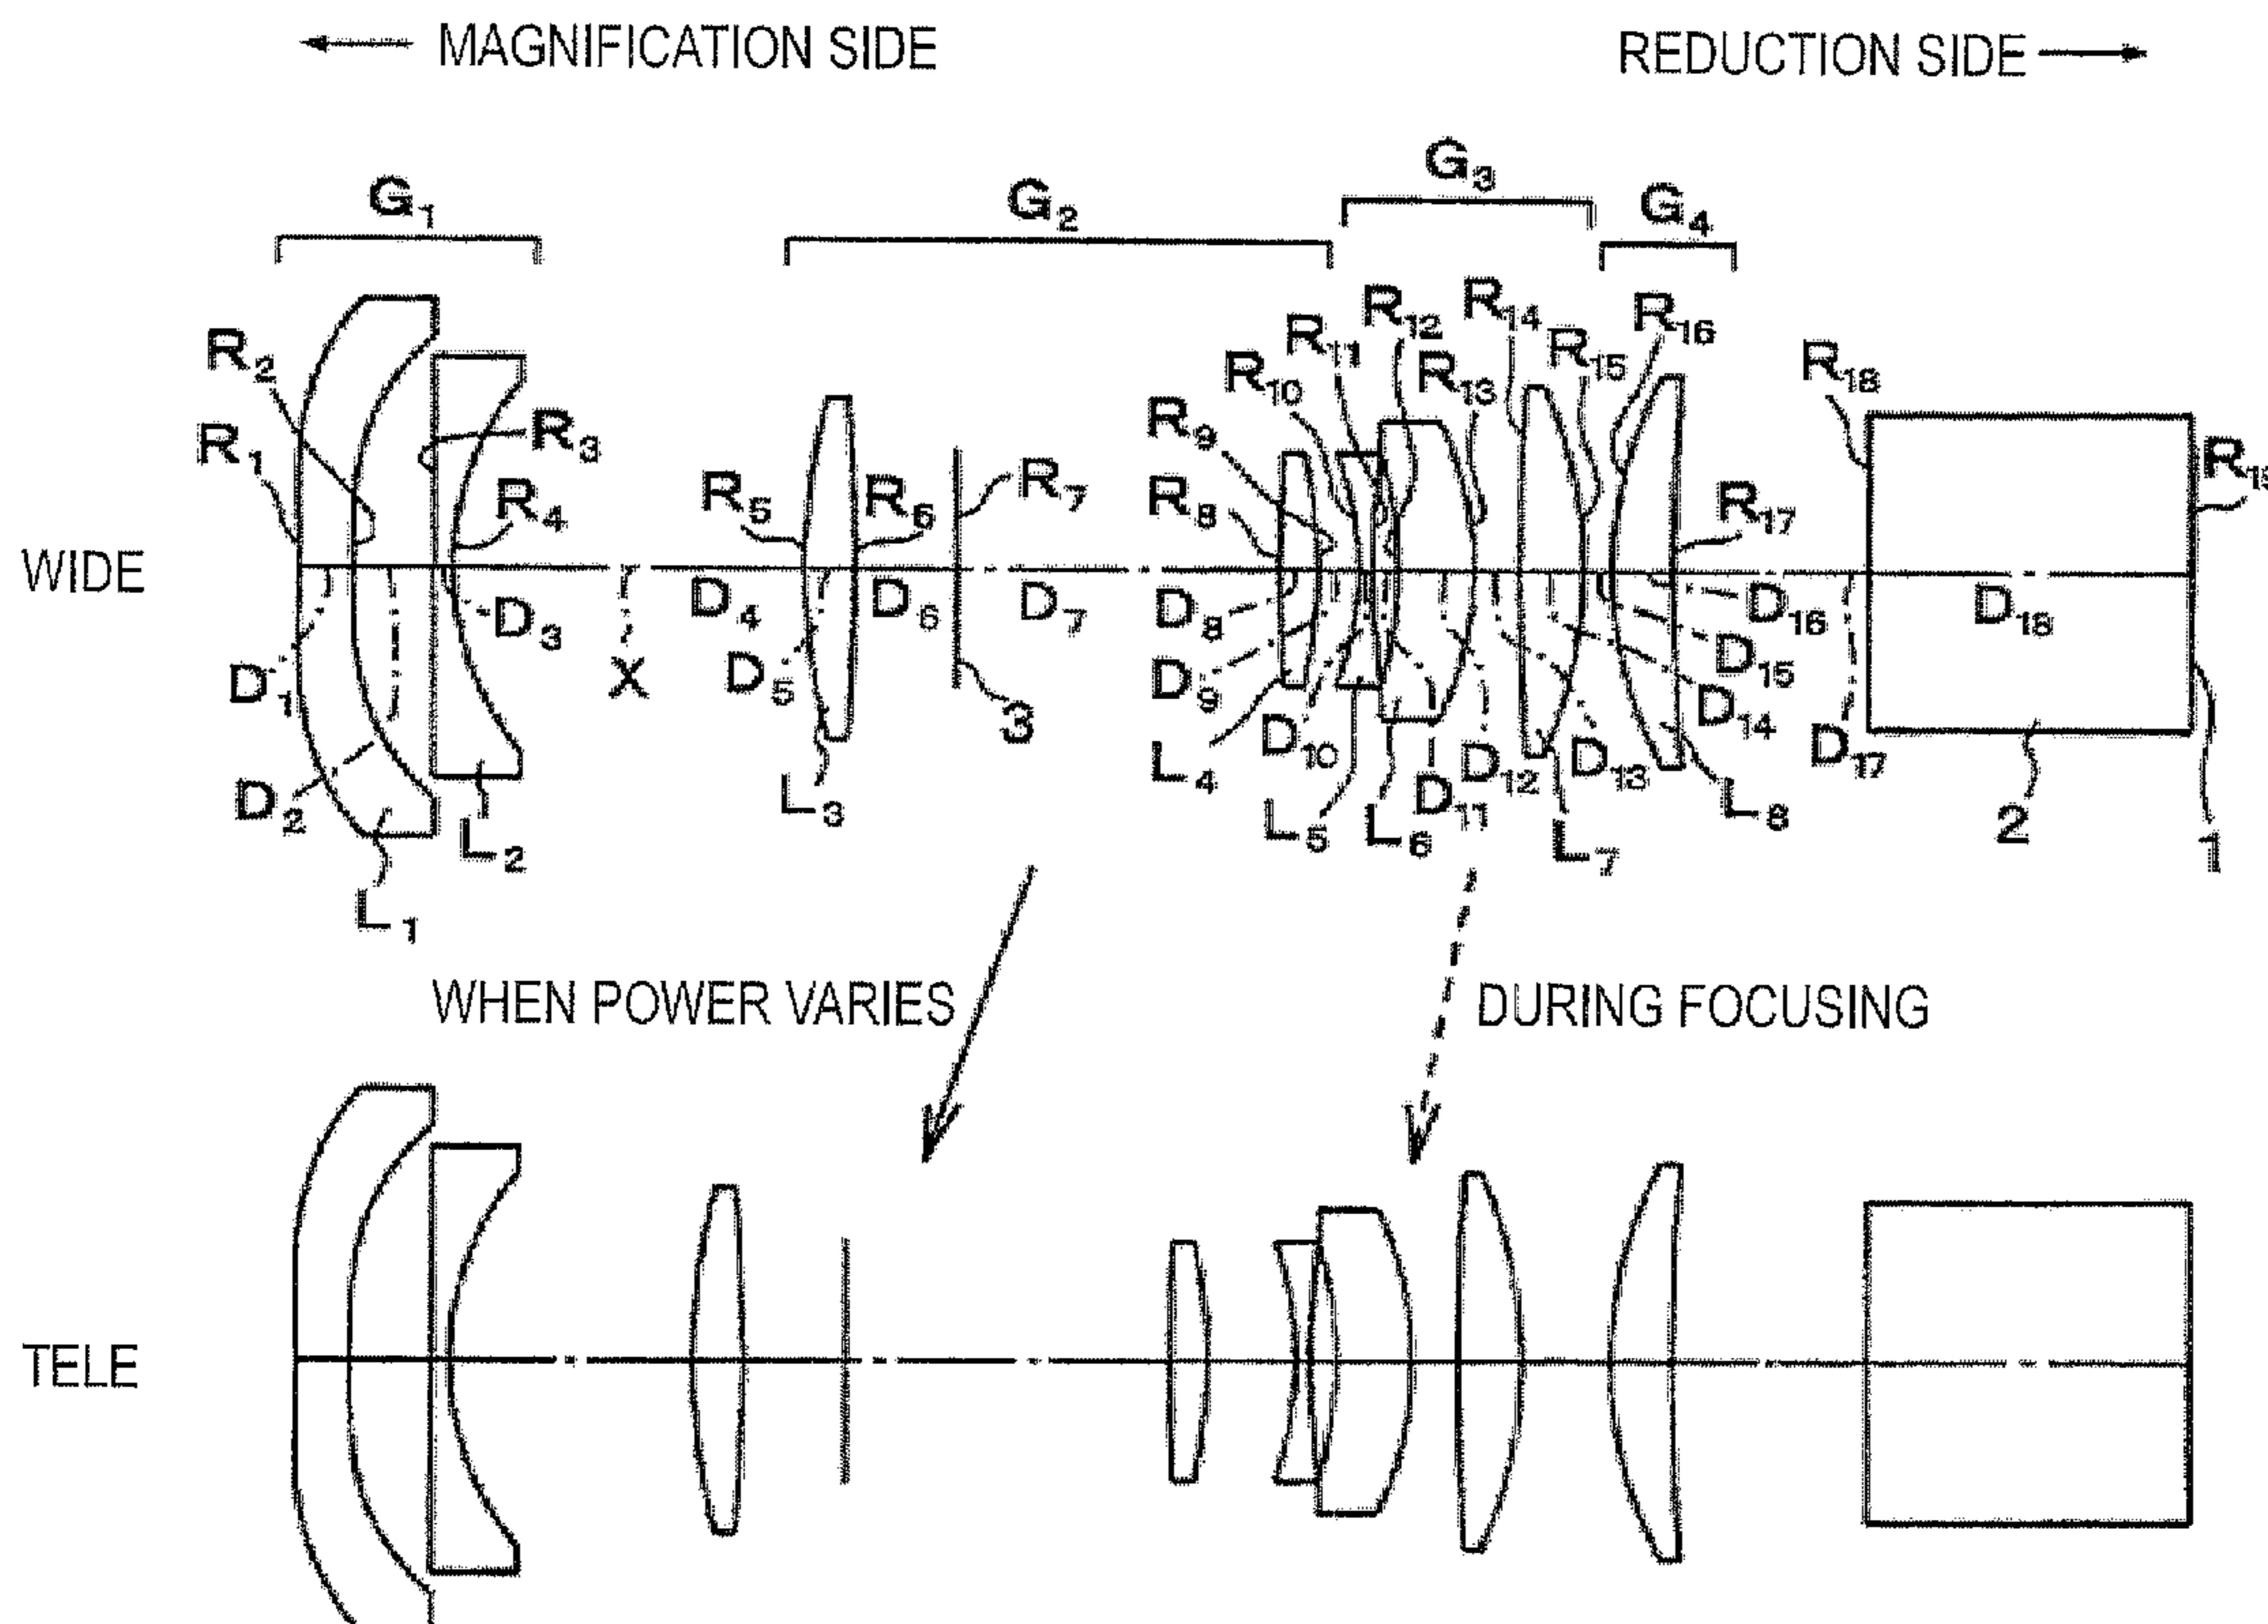 MAGNIFICATION SIDE
REDUCTION SIDE
G1
G2
G3
G4
R1
R2
R3
R4
R5
R6
R7
R8
R9
R10
R11
R12
R13
R14
R15
R16
R17
R18
R19
WIDE
D1
D2
D3
X
D4
D5
D6
D7
D8
D9
D10
D11
D12
D13
D14
D15
D16
D17
D18
L1
L2
L3
3
L4
L5
L6
L7
L8
2
1
WHEN POWER VARIES
DURING FOCUSING
TELE